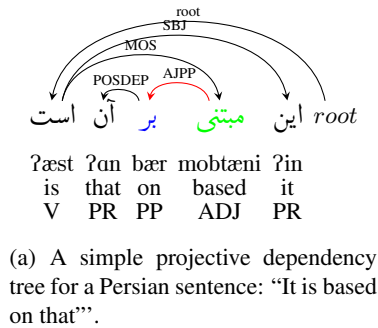 root
SBJ
MOS
POSDEP AJPP
است آن بر مبتنی این root
ʔæst ʔɑn bær mobtæni ʔin
is that on based it
V PR PP ADJ PR
(a) A simple projective dependency
tree for a Persian sentence: “It is based
on that”’.